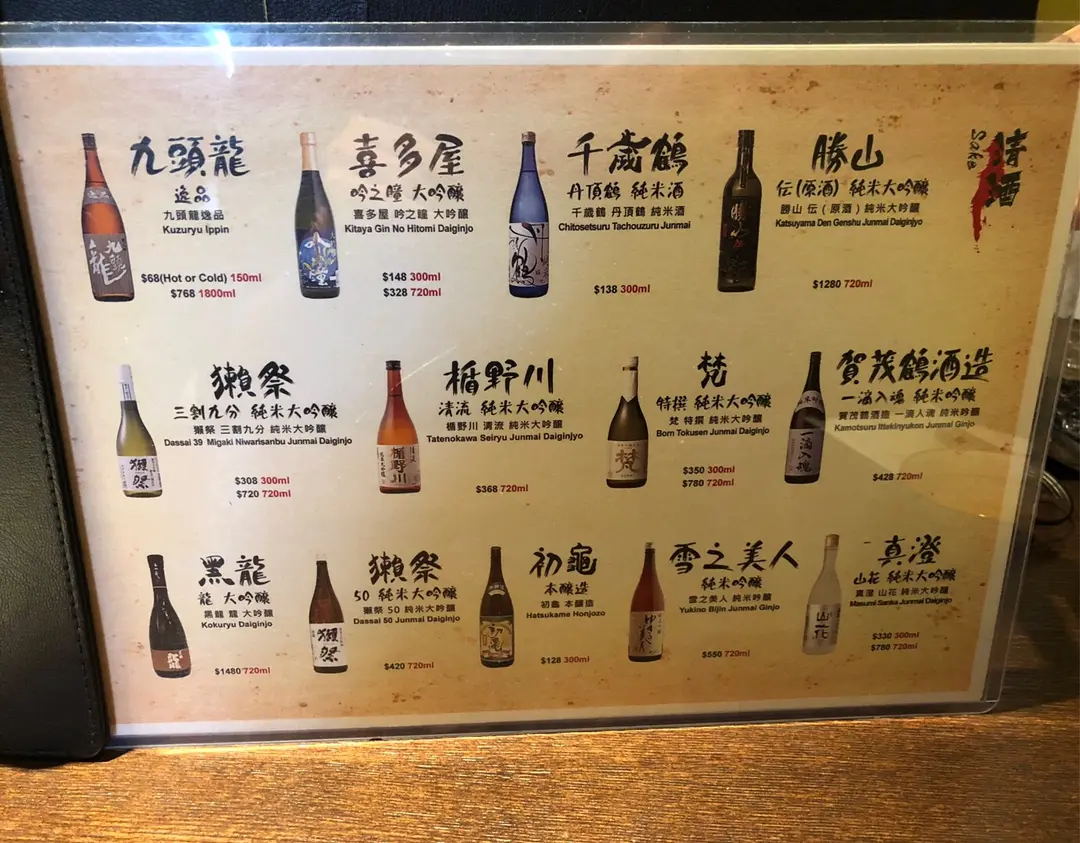 清酒
Sake
九頭龍
逸品
九頭龍逸品
Kuzuryu Ippin
$68(Hot or Cold) 150ml
$768 1800ml
喜多屋
吟之瞳 大吟醸
喜多屋 吟之瞳 大吟醸
Kitaya Gin No Hitomi Daiginjo
$148 300ml
$328 720ml
千歳鶴
丹頂鶴 純米酒
千歳鶴 丹頂鶴 純米酒
Chitosetsuru Tachouzuru Junmai
$138 300ml
勝山
伝(原酒) 純米大吟醸
勝山 伝（原酒）純米大吟醸
Katsuyama Den Genshu Junmai Daiginjo
$1280 720ml
獺祭
三割九分 純米大吟醸
獺祭 三割九分 純米大吟醸
Dassai 39 Migaki Niwarisanbu Junmai Daiginjo
$308 300ml
$720 720ml
楯野川
清流 純米大吟醸
楯野川 清流 純米大吟醸
Tatenokawa Seiryu Junmai Daiginjyo
$368 720ml
梵
特撰 純米大吟醸
梵 特撰 純米大吟醸
Born Tokusen Junmai Daiginjo
$350 300ml
$780 720ml
賀茂鶴酒造
一滴入魂 純米吟醸
賀茂鶴酒造 一滴入魂 純米吟醸
Kamotsuru Ittekinyukon Junmai Ginjo
$428 720ml
黒龍
龍 大吟醸
黒龍 龍 大吟醸
Kokuryu Daiginjo
$1480 720ml
獺祭
50 純米大吟醸
獺祭 50 純米大吟醸
Dassai 50 Junmai Daiginjo
$420 720ml
初亀
本醸造
初亀 本醸造
Hatsukame Honjozo
$128 300ml
雪之美人
純米吟醸
雪之美人 純米吟醸
Yukino Bijin Junmai Ginjo
$550 720ml
真澄
山花 純米大吟醸
真澄 山花 純米大吟醸
Masumi Sanka Junmai Daiginjo
$330 300ml
$780 720ml